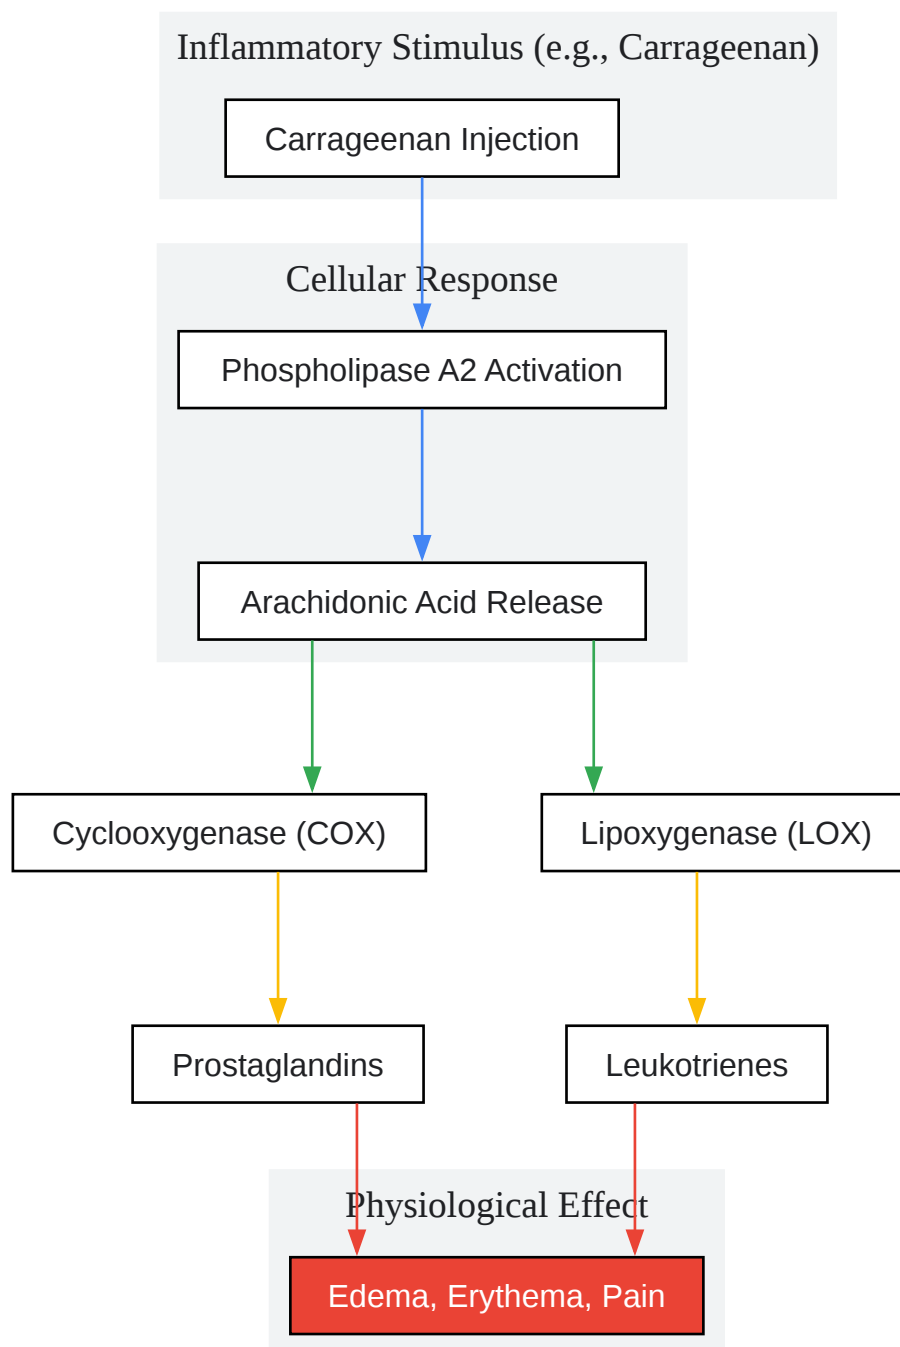 Inflammatory Stimulus (e.g., Carrageenan)
Carrageenan Injection
Cellular Response
Phospholipase A2 Activation
Arachidonic Acid Release
Cyclooxygenase (COX)
Lipoxygenase (LOX)
Prostaglandins
Leukotrienes
Physiological Effect
Edema, Erythema, Pain